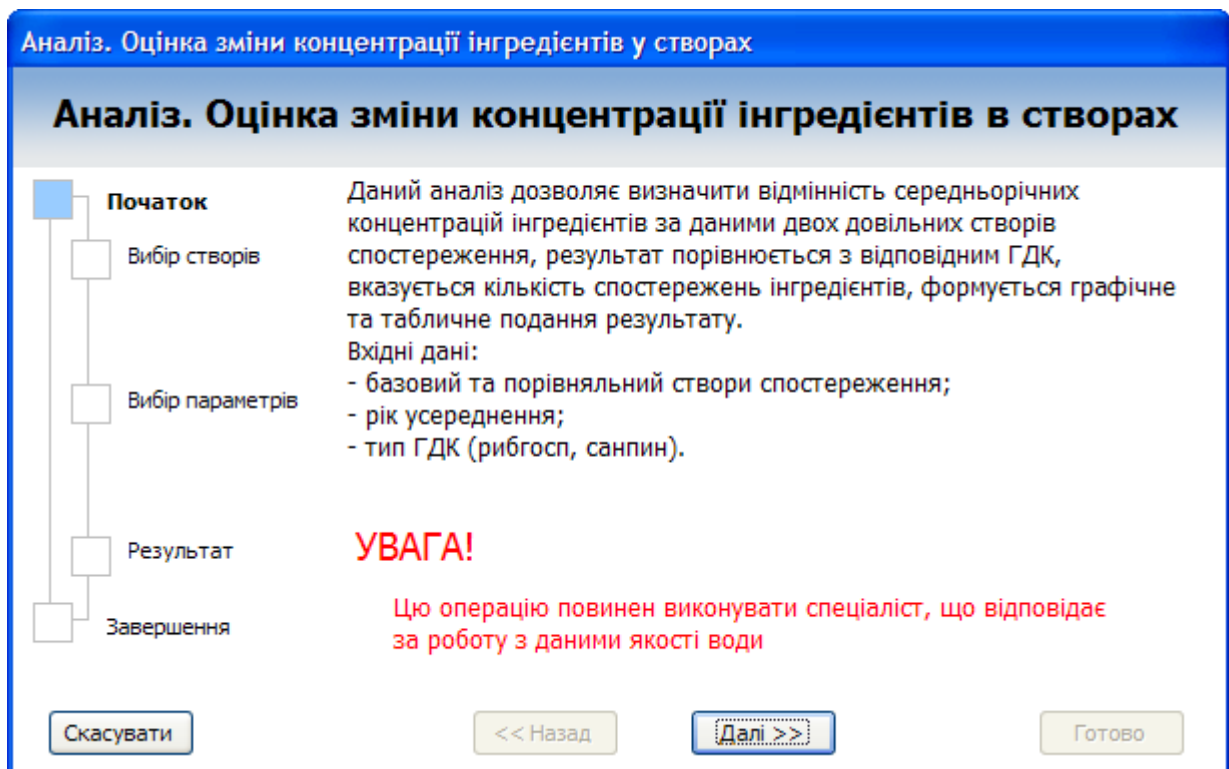 Аналіз. Оцінка зміни концентрації інгредієнтів у створах
Аналіз. Оцінка зміни концентрації інгредієнтів в створах
Початок
Вибір створів
Вибір параметрів
Результат
Завершення
Даний аналіз дозволяє визначити відмінність середньорічних
концентрацій інгредієнтів за даними двох довільних створів
спостереження, результат порівнюється з відповідним ГДК,
вказується кількість спостережень інгредієнтів, формується графічне
та табличне подання результату.
Вхідні дані:
- базовий та порівняльний створи спостереження;
- рік усереднення;
- тип ГДК (рибгосп, санпин).
УВАГА!
Цю операцію повинен виконувати спеціаліст, що відповідає
за роботу з даними якості води
Скасувати
<< Назад
Далі >>
Готово